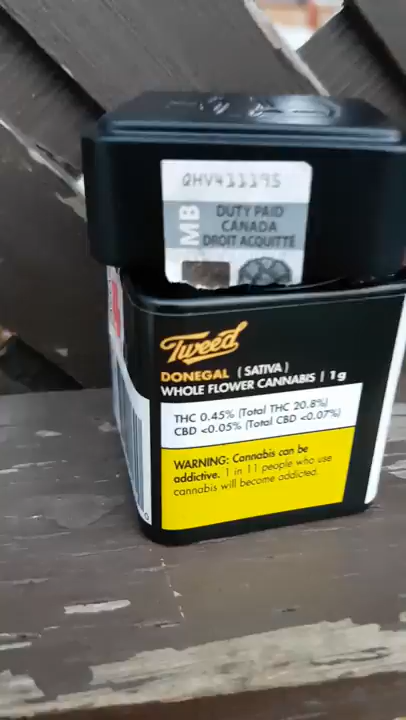 QHV411195
MB
DUTY PAID
CANADA
DROIT ACQUITTÉ
Tweed
DONEGAL (SATIVA)
WHOLE FLOWER CANNABIS | 1g
THC 0.45% (Total THC 20.8%)
CBD <0.05% (Total CBD <0.07%)
WARNING: Cannabis can be
addictive. 1 in 11 people who use
cannabis will become addicted.